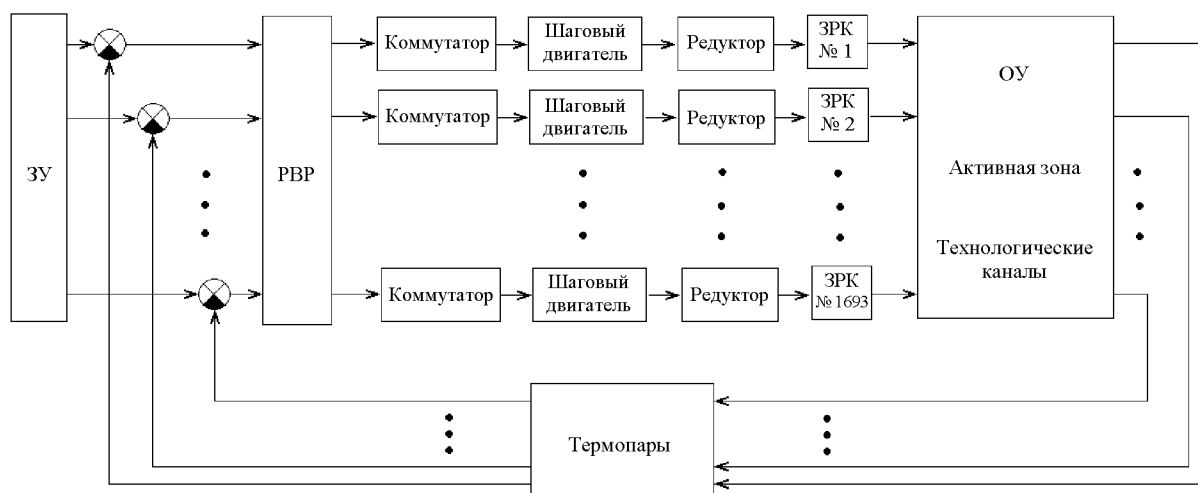 ЗУ
РВР
Коммутатор
Шаговый
двигатель
Редуктор
ЗРК
№ 1
Коммутатор
Шаговый
двигатель
Редуктор
ЗРК
№ 2
Коммутатор
Шаговый
двигатель
Редуктор
ЗРК
№ 1693
ОУ
Активная зона
Технологические
каналы
Термопары